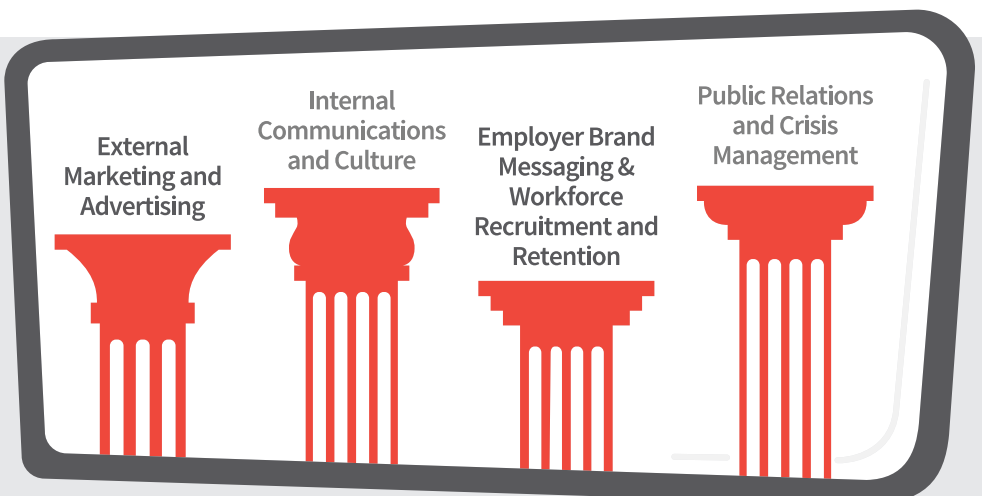 External
Marketing and
Advertising
Internal
Communications
and Culture
Employer Brand
Messaging &
Workforce
Recruitment and
Retention
Public Relations
and Crisis
Management